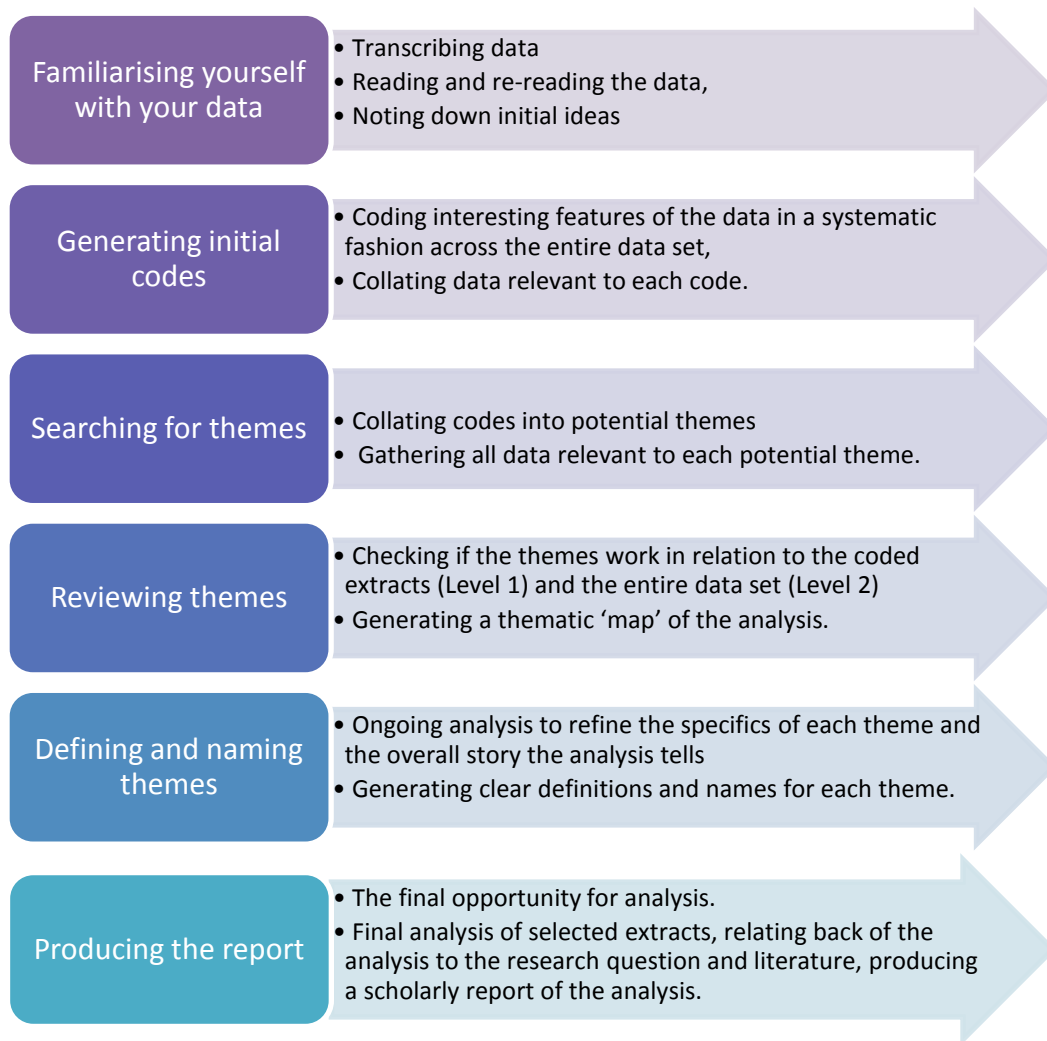 Familiarising yourself
with your data
• Transcribing data
• Reading and re-reading the data,
• Noting down initial ideas
Generating initial
codes
• Coding interesting features of the data in a systematic
fashion across the entire data set,
• Collating data relevant to each code.
Searching for themes
• Collating codes into potential themes
• Gathering all data relevant to each potential theme.
Reviewing themes
• Checking if the themes work in relation to the coded
extracts (Level 1) and the entire data set (Level 2)
• Generating a thematic ‘map’ of the analysis.
Defining and naming
themes
• Ongoing analysis to refine the specifics of each theme and
the overall story the analysis tells
• Generating clear definitions and names for each theme.
Producing the report
• The final opportunity for analysis.
• Final analysis of selected extracts, relating back of the
analysis to the research question and literature, producing
a scholarly report of the analysis.